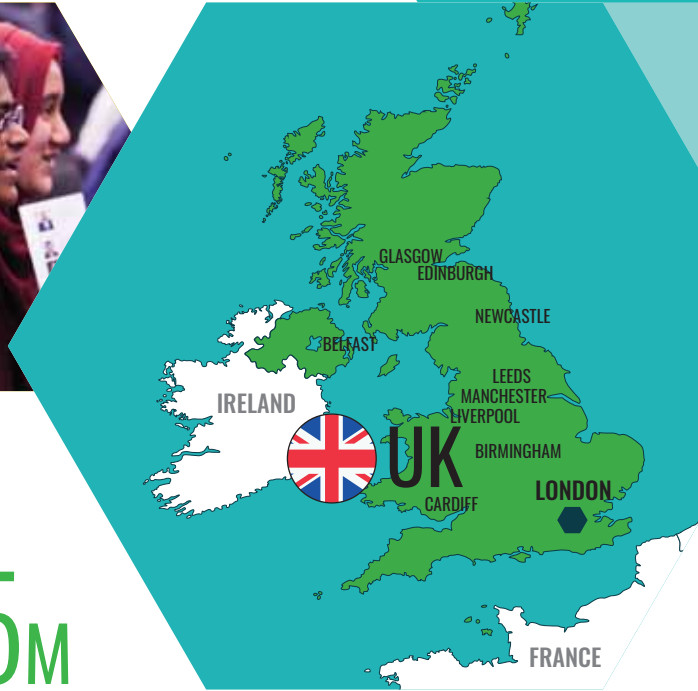 GLASGOW
EDINBURGH
NEWCASTLE
BELFAST
LEEDS
MANCHESTER
IRELAND
LIVERPOOL
UK
BIRMINGHAM
LONDON
CARDIFF
FRANCE